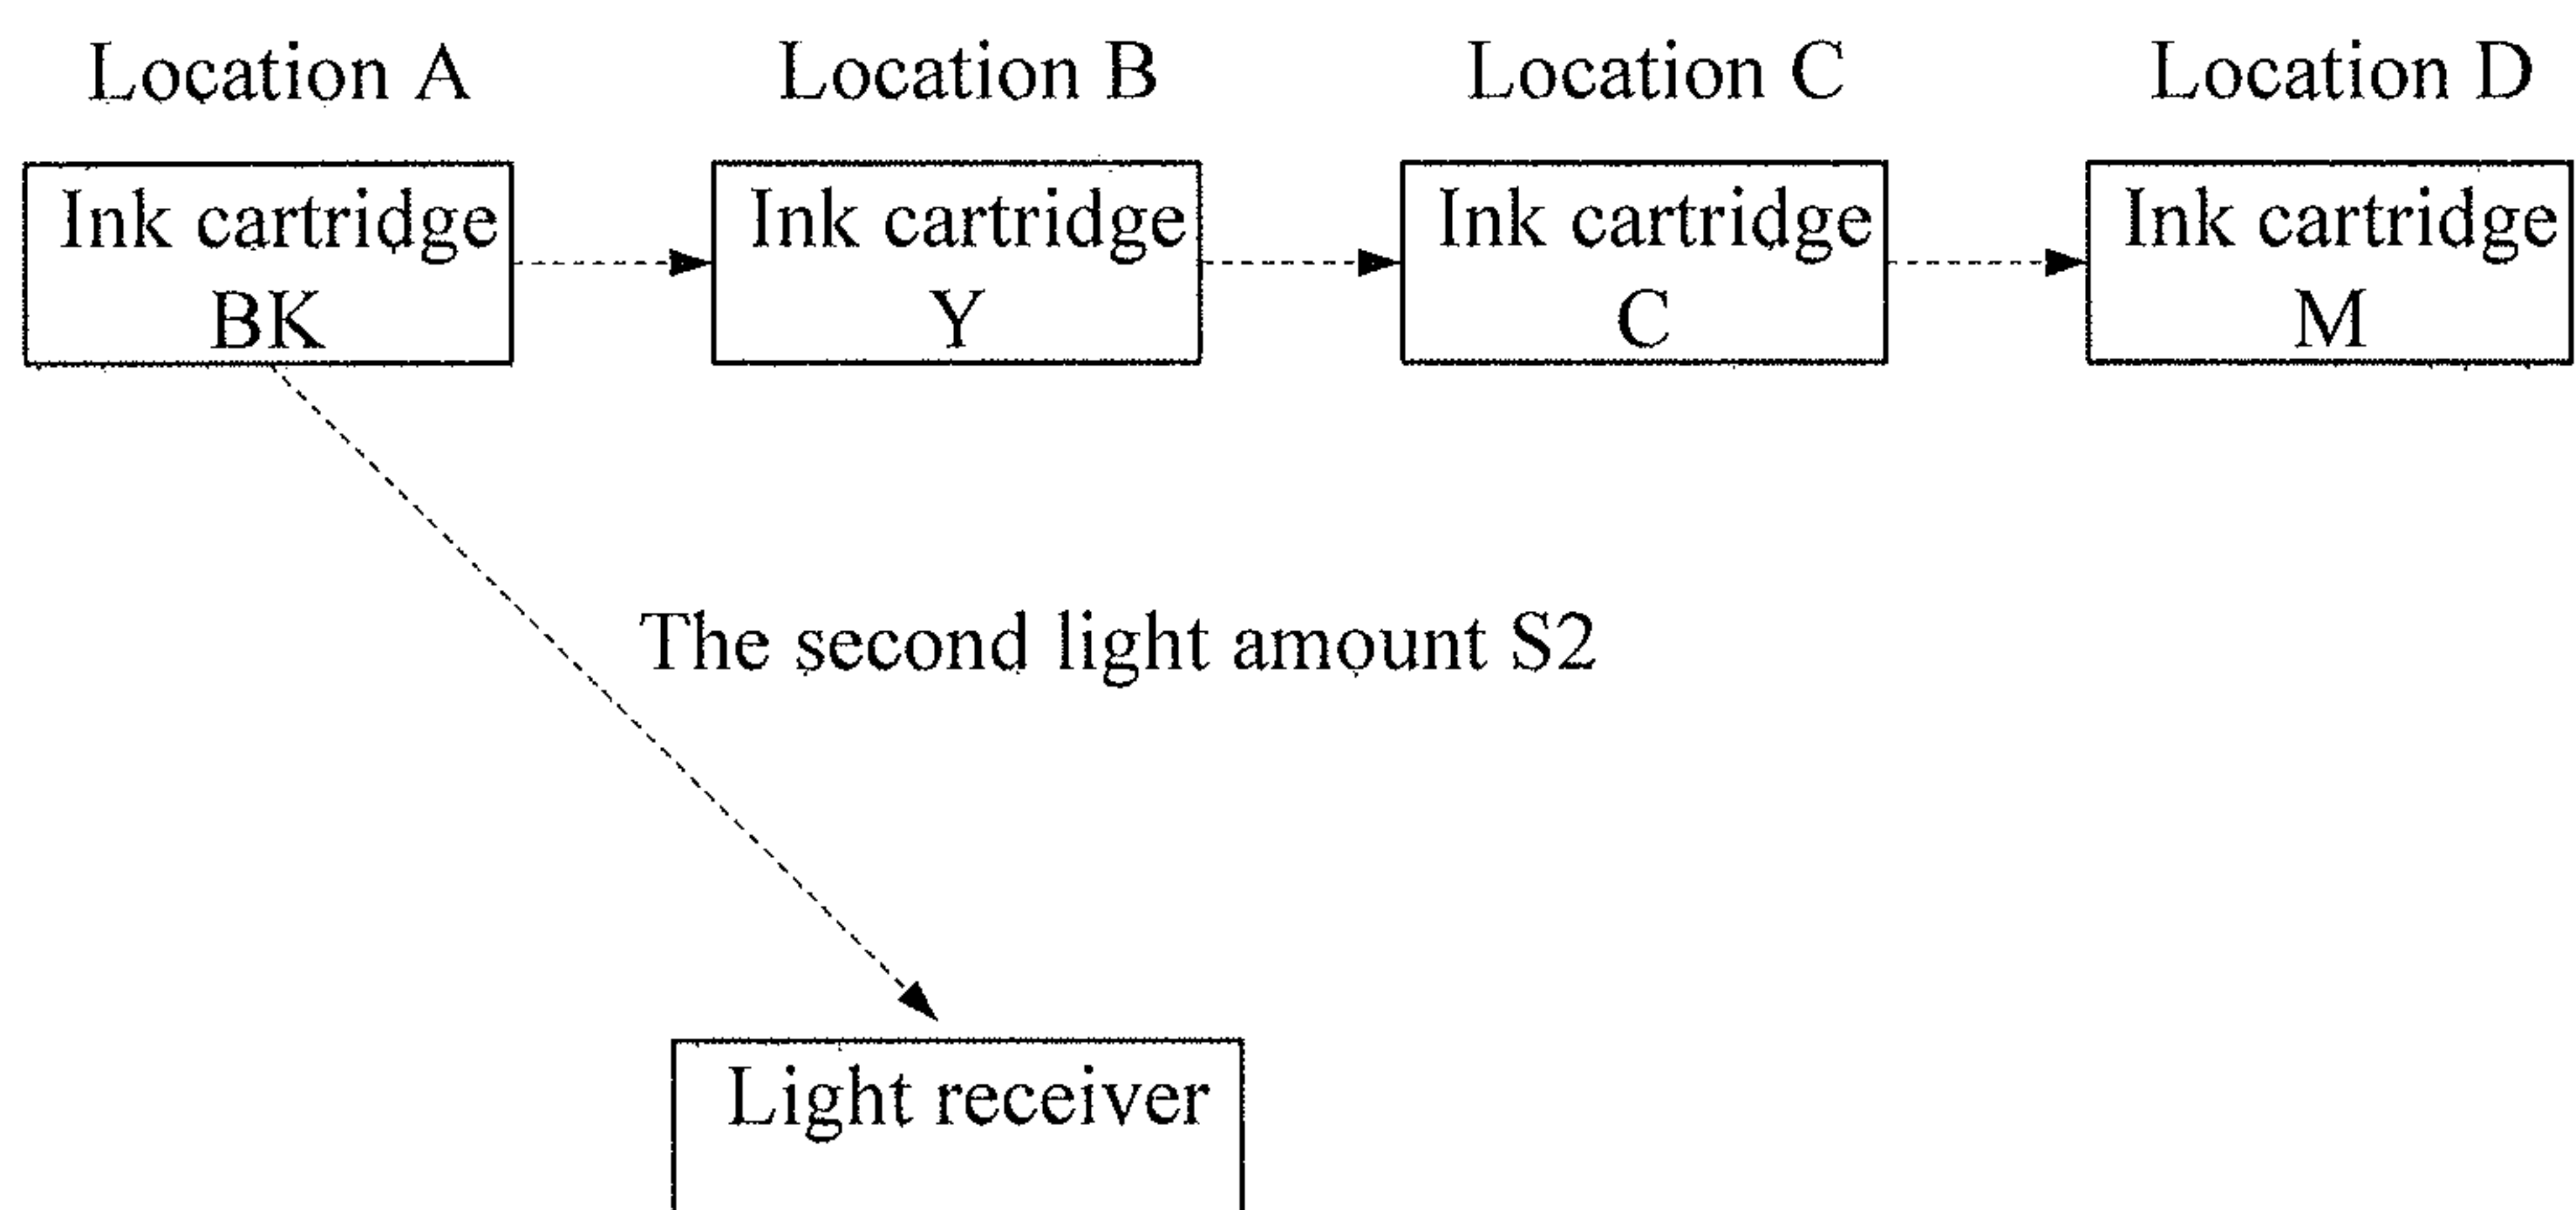 Location A Location B Location C Location D
Ink cartridge Ink cartridge Ink cartridge Ink cartridge
BK Y C M
The second light amount S2
Light receiver